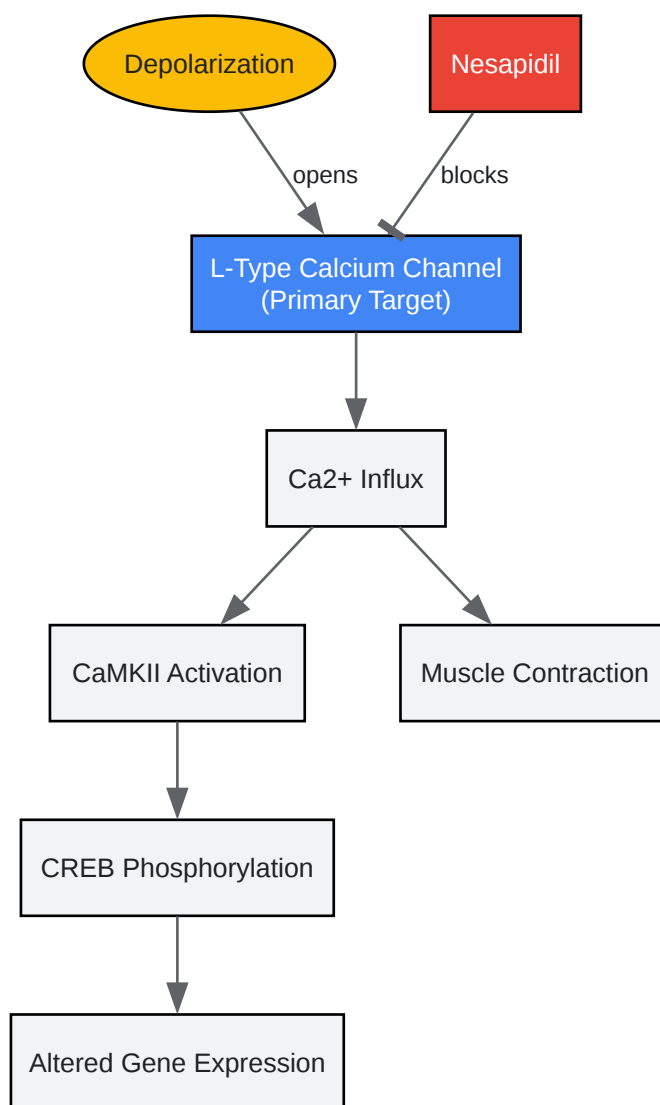 Depolarization
Nesapidil
opens
blocks
L-Type Calcium Channel
(Primary Target)
Ca2+ Influx
CaMKII Activation
Muscle Contraction
CREB Phosphorylation
Altered Gene Expression